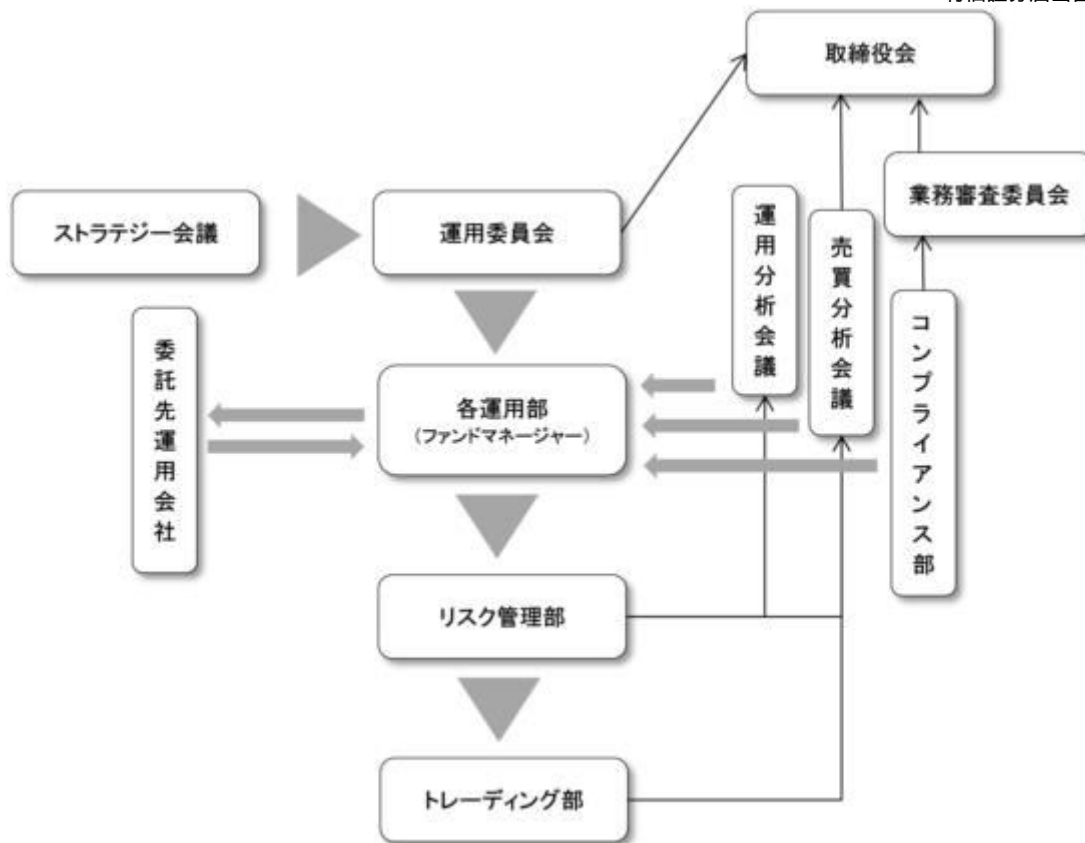 取締役会
業務審査委員会
ストラテジー会議
運用委員会
運用分析会議
売買分析会議
コンプライアンス部
委託先運用会社
各運用部
(ファンドマネージャー)
リスク管理部
トレーディング部